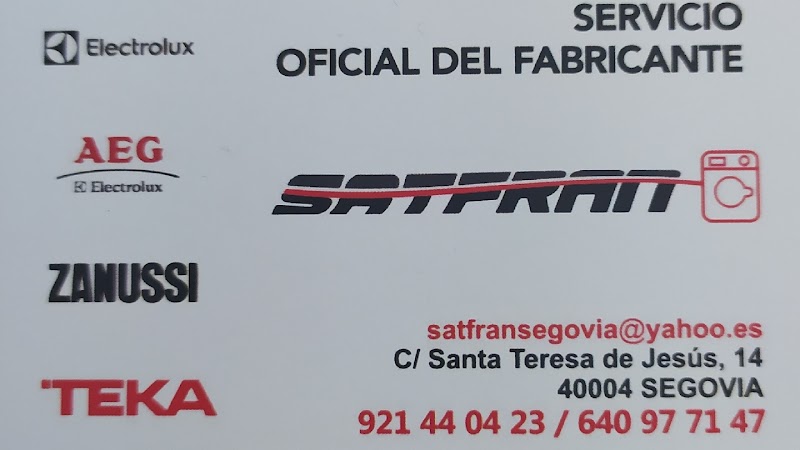 Electrolux
AEG
Electrolux
ZANUSSI
TEKA
SERVICIO
OFICIAL DEL FABRICANTE
SATFRAN
satfransegovia@yahoo.es
C/ Santa Teresa de Jesús, 14
40004 SEGOVIA
921 44 04 23 / 640 97 71 47